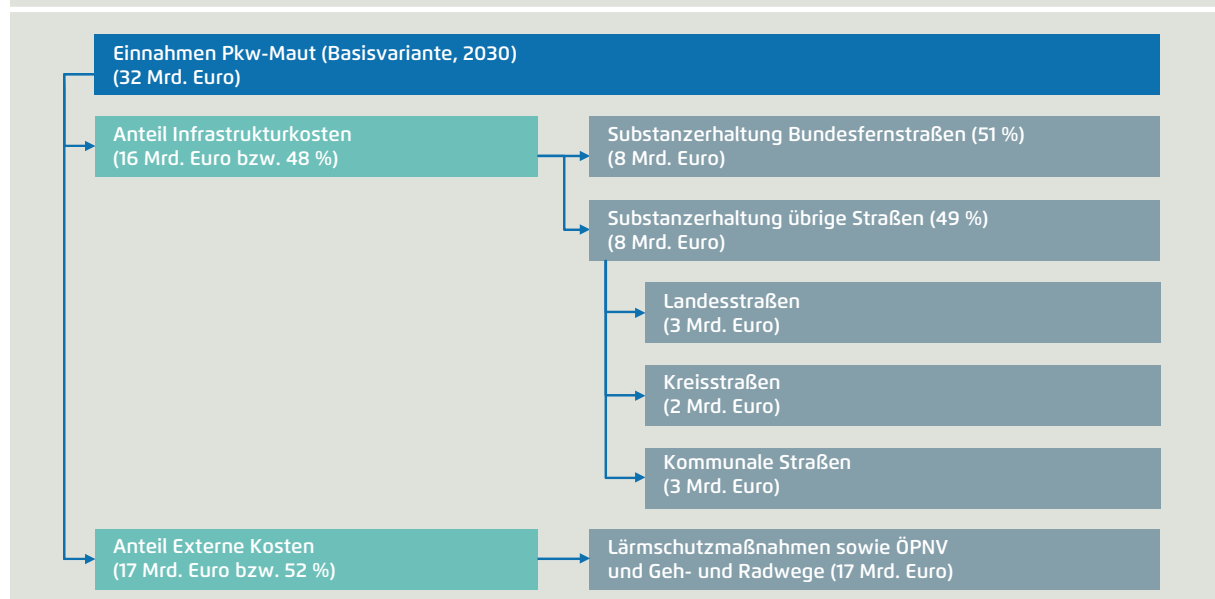 Einnahmen Pkw-Maut (Basisvariante, 2030)
(32 Mrd. Euro)
Anteil Infrastrukturkosten
(16 Mrd. Euro bzw. 48 %)
Substanzerhaltung Bundesfernstraßen (51 %)
(8 Mrd. Euro)
Substanzerhaltung übrige Straßen (49 %)
(8 Mrd. Euro)
Landesstraßen
(3 Mrd. Euro)
Kreisstraßen
(2 Mrd. Euro)
Kommunale Straßen
(3 Mrd. Euro)
Anteil Externe Kosten
(17 Mrd. Euro bzw. 52 %)
Lärmschutzmaßnahmen sowie ÖPNV
und Geh- und Radwege (17 Mrd. Euro)